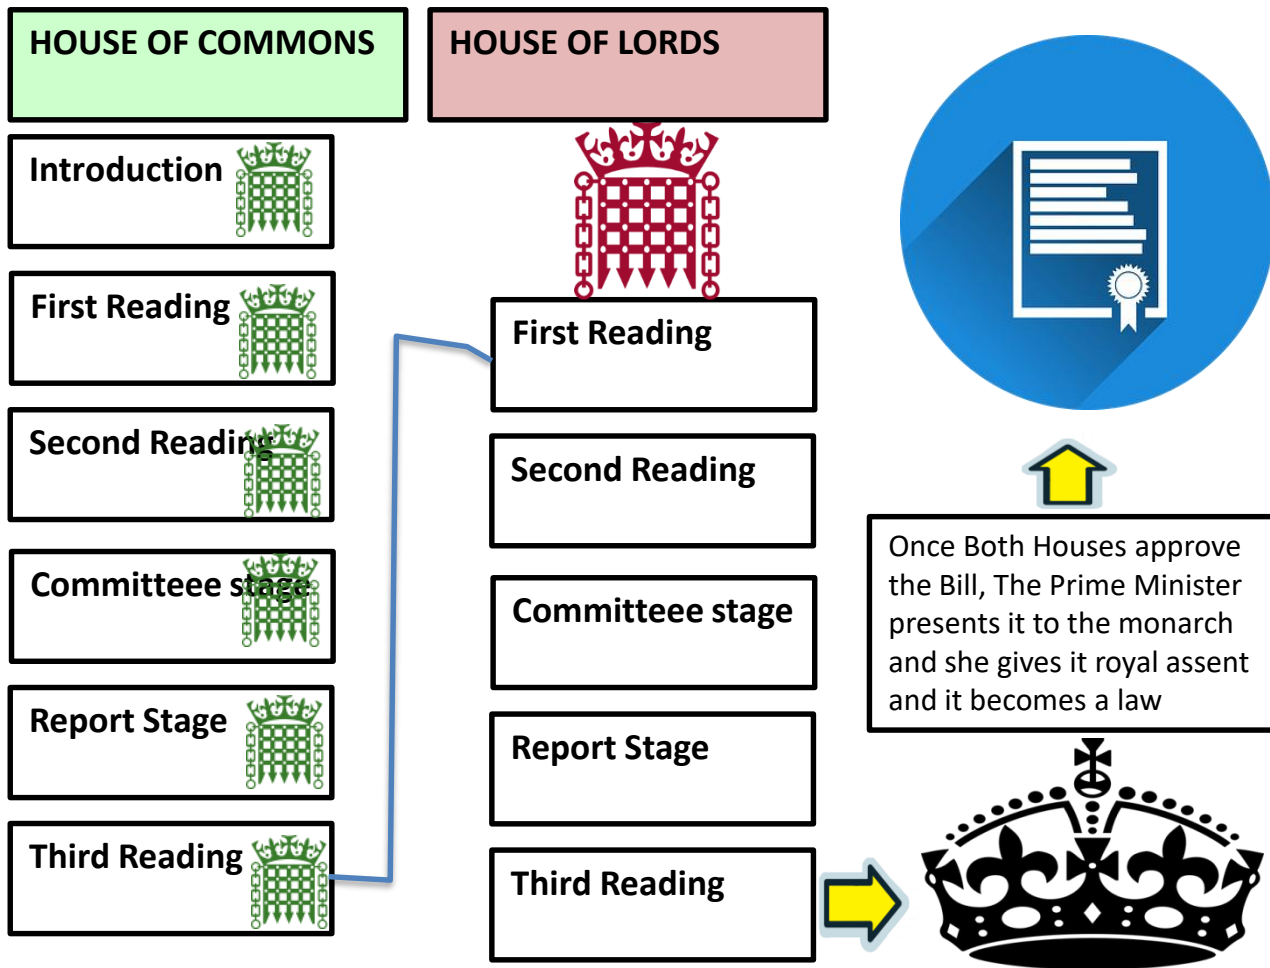 HOUSE OF COMMONS
Introduction
First Reading
Second Reading
Committeee stage
Report Stage
Third Reading
HOUSE OF LORDS
First Reading
Second Reading
Committeee stage
Report Stage
Third Reading
Once Both Houses approve
the Bill, The Prime Minister
presents it to the monarch
and she gives it royal assent
and it becomes a law